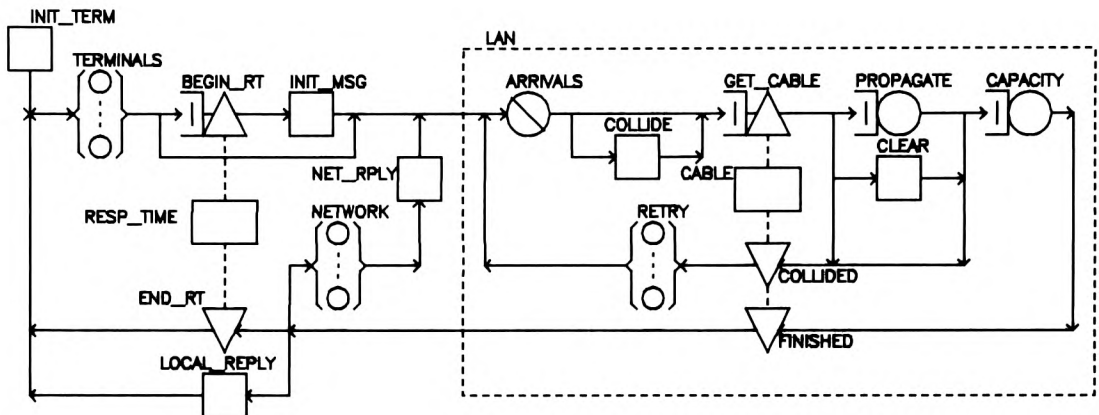 INIT_TERM
LAN
TERMINALS
BEGIN_RT
INIT_MSG
ARRIVALS
GET_CABLE
PROPAGATE
CAPACITY
COLLIDE
CLEAR
NET_RPLY
CABLE
RESP_TIME
NETWORK
RETRY
COLLIDED
END_RT
FINISHED
LOCAL_REPLY